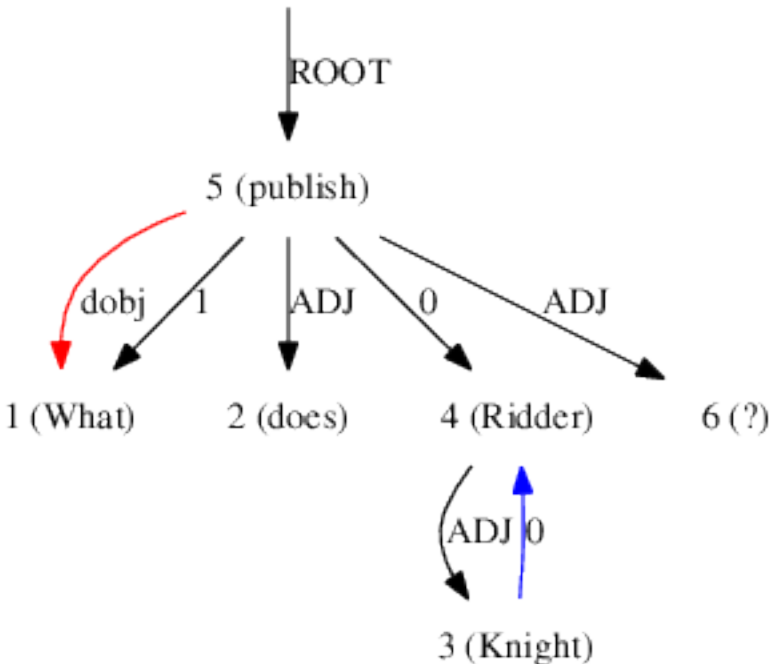 ROOT
5 (publish)
dobj 1 ADJ 0 ADJ
1 (What) 2 (does) 4 (Ridder) 6 (?)
ADJ 0
3 (Knight)